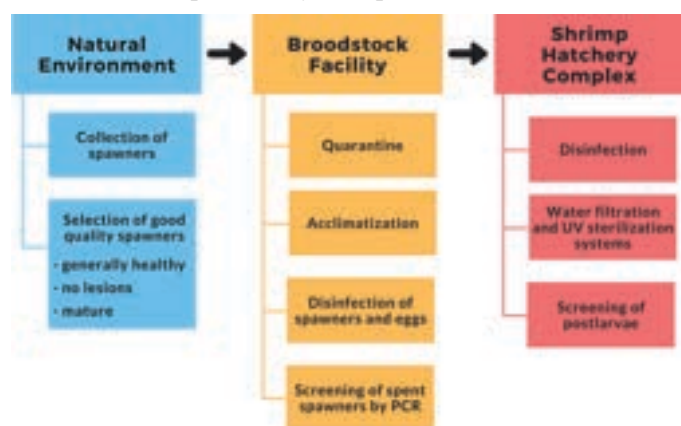 Natural
Environment
Collection of
spawners
Selection of good
quality spawners
- generally healthy
- no lesions
- mature
Broodstock
Facility
Quarantine
Acclimatization
Disinfection of
spawners and eggs
Screening of spent
spawners by PCR
Shrimp
Hatchery
Complex
Disinfection
Water filtration
and UV sterilization
systems
Screening of
postlarvae